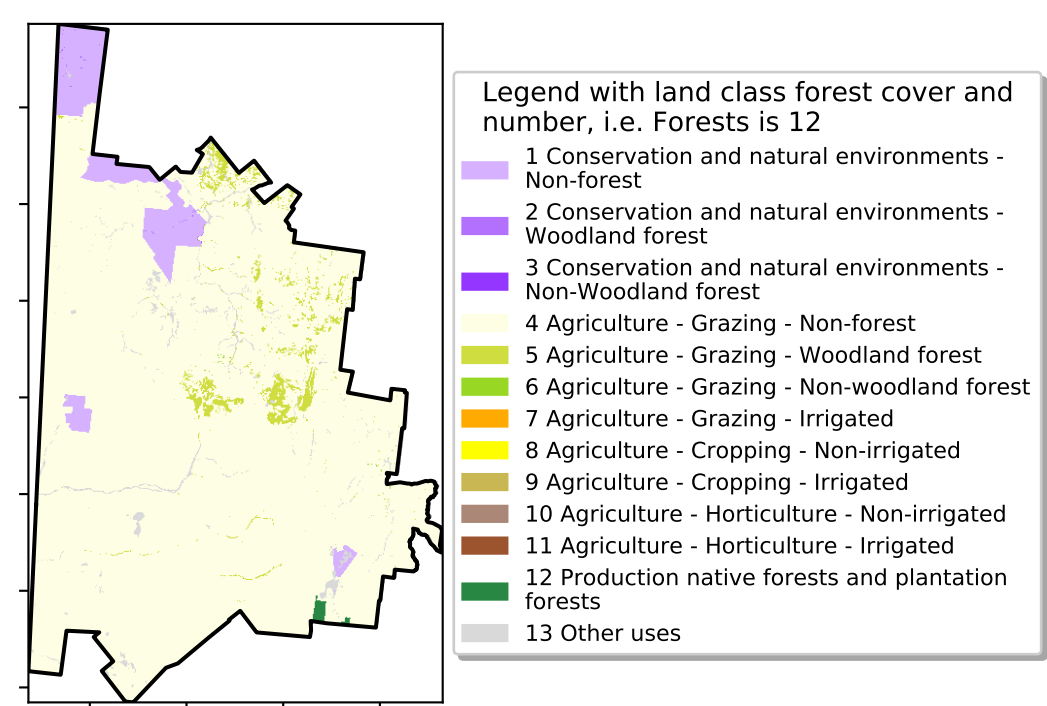 Legend with land class forest cover and
number, i.e. Forests is 12
1 Conservation and natural environments -
Non-forest
2 Conservation and natural environments -
Woodland forest
3 Conservation and natural environments -
Non-Woodland forest
4 Agriculture - Grazing - Non-forest
5 Agriculture - Grazing - Woodland forest
6 Agriculture - Grazing - Non-woodland forest
7 Agriculture - Grazing - Irrigated
8 Agriculture - Cropping - Non-irrigated
9 Agriculture - Cropping - Irrigated
10 Agriculture - Horticulture - Non-irrigated
11 Agriculture - Horticulture - Irrigated
12 Production native forests and plantation
forests
13 Other uses